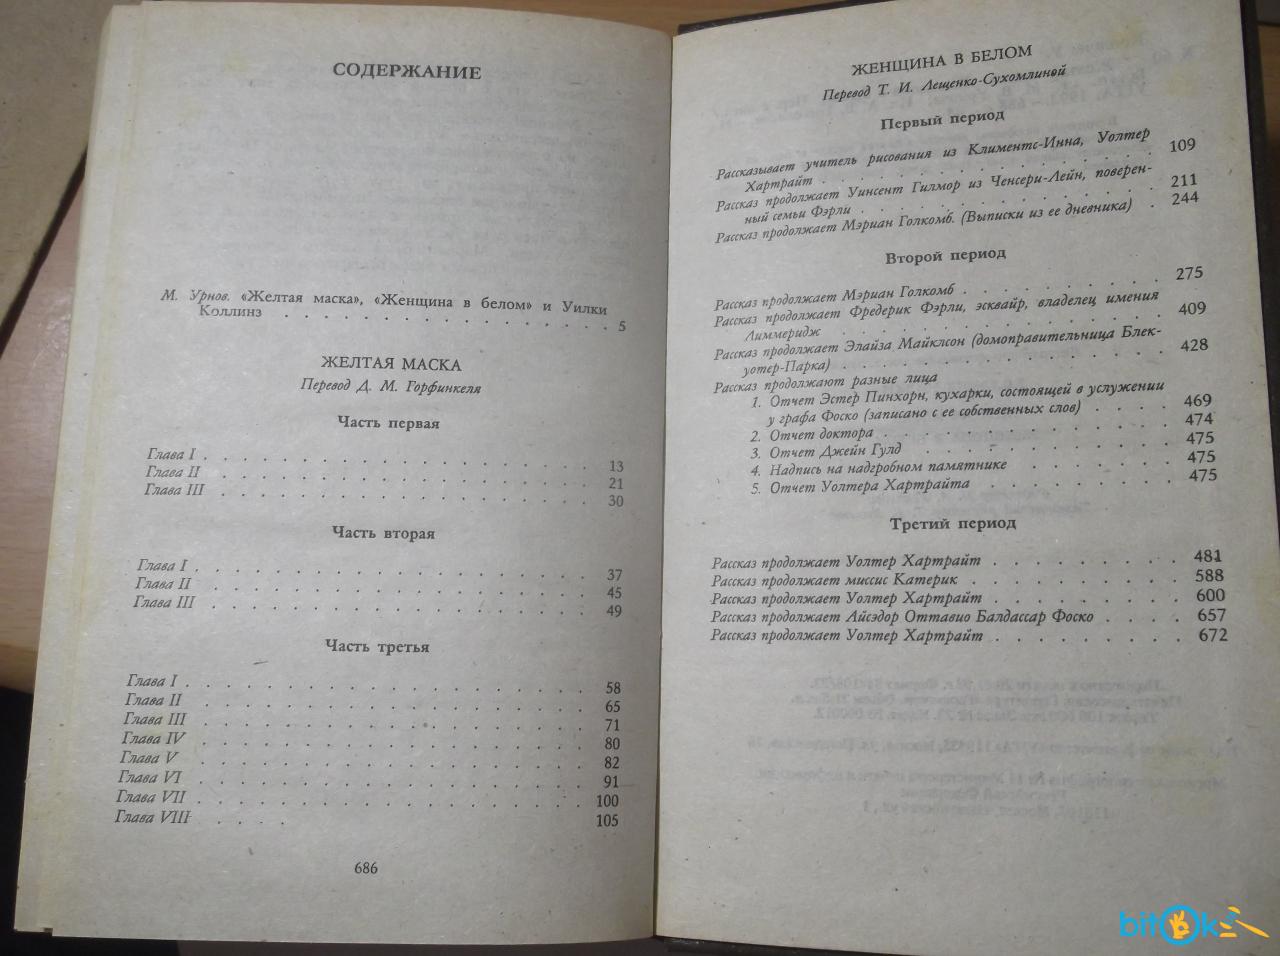 СОДЕРЖАНИЕ
М. Урнов. «Желтая маска», «Женщина в белом» и Уилки
Коллинз . . . . . . . . . . . . . . . . 5
ЖЕЛТАЯ МАСКА
Перевод Д. М. Горфинкеля
Часть первая
Глава I . . . . . . . . . . . . . . . . 13
Глава II . . . . . . . . . . . . . . . . 21
Глава III . . . . . . . . . . . . . . . . 30
Часть вторая
Глава I . . . . . . . . . . . . . . . . 37
Глава II . . . . . . . . . . . . . . . . 45
Глава III . . . . . . . . . . . . . . . . 49
Часть третья
Глава I . . . . . . . . . . . . . . . . 58
Глава II . . . . . . . . . . . . . . . . 65
Глава III . . . . . . . . . . . . . . . . 71
Глава IV . . . . . . . . . . . . . . . . 80
Глава V . . . . . . . . . . . . . . . . 82
Глава VI . . . . . . . . . . . . . . . . 91
Глава VII . . . . . . . . . . . . . . . . 100
Глава VIII . . . . 105
686
ЖЕНЩИНА В БЕЛОМ
Перевод Т. И. Лещенко-Сухомлиной
Первый период
Рассказывает учитель рисования из Климентс-Инна, Уолтер
Хартрайт . . . . . . . . . . . . 109
Рассказ продолжает Уинсент Гилмор из Ченсери-Лейн, поверен-
ный семьи Фэрли . . . . . . . . . . . 211
Рассказ продолжает Мэриан Голкомб. (Выписки из ее дневника) . 244
Второй период
Рассказ продолжает Мэриан Голкомб . . . . . . . . 275
Рассказ продолжает Фредерик Фэрли, эсквайр, владелец имения
Лиммеридж . . . . . . . . . . . . 409
Рассказ продолжает Элайза Майклсон (домоправительница Блек-
уотер-Парка) . . . . . . . . . . . . 428
Рассказ продолжают разные лица
1. Отчет Эстер Пинхорн, кухарки, состоящей в услужении
у графа Фоско (записано с ее собственных слов) . . . . 469
2. Отчет доктора . . . . . . . . . . 474
3. Отчет Джейн Гулд . . . . . . . . . 475
4. Надпись на надгробном памятнике . . . . . . 475
5. Отчет Уолтера Хартрайта . . . . . . . 475
Третий период
Рассказ продолжает Уолтер Хартрайт . . . . . . . 481
Рассказ продолжает миссис Катерик . . . . . . . . 588
Рассказ продолжает Уолтер Хартрайт . . . . . . . 600
Рассказ продолжает Айсэдор Оттавио Балдассар Фоско . . . . 657
Рассказ продолжает Уолтер Хартрайт . . . . . . . 672
bitOk